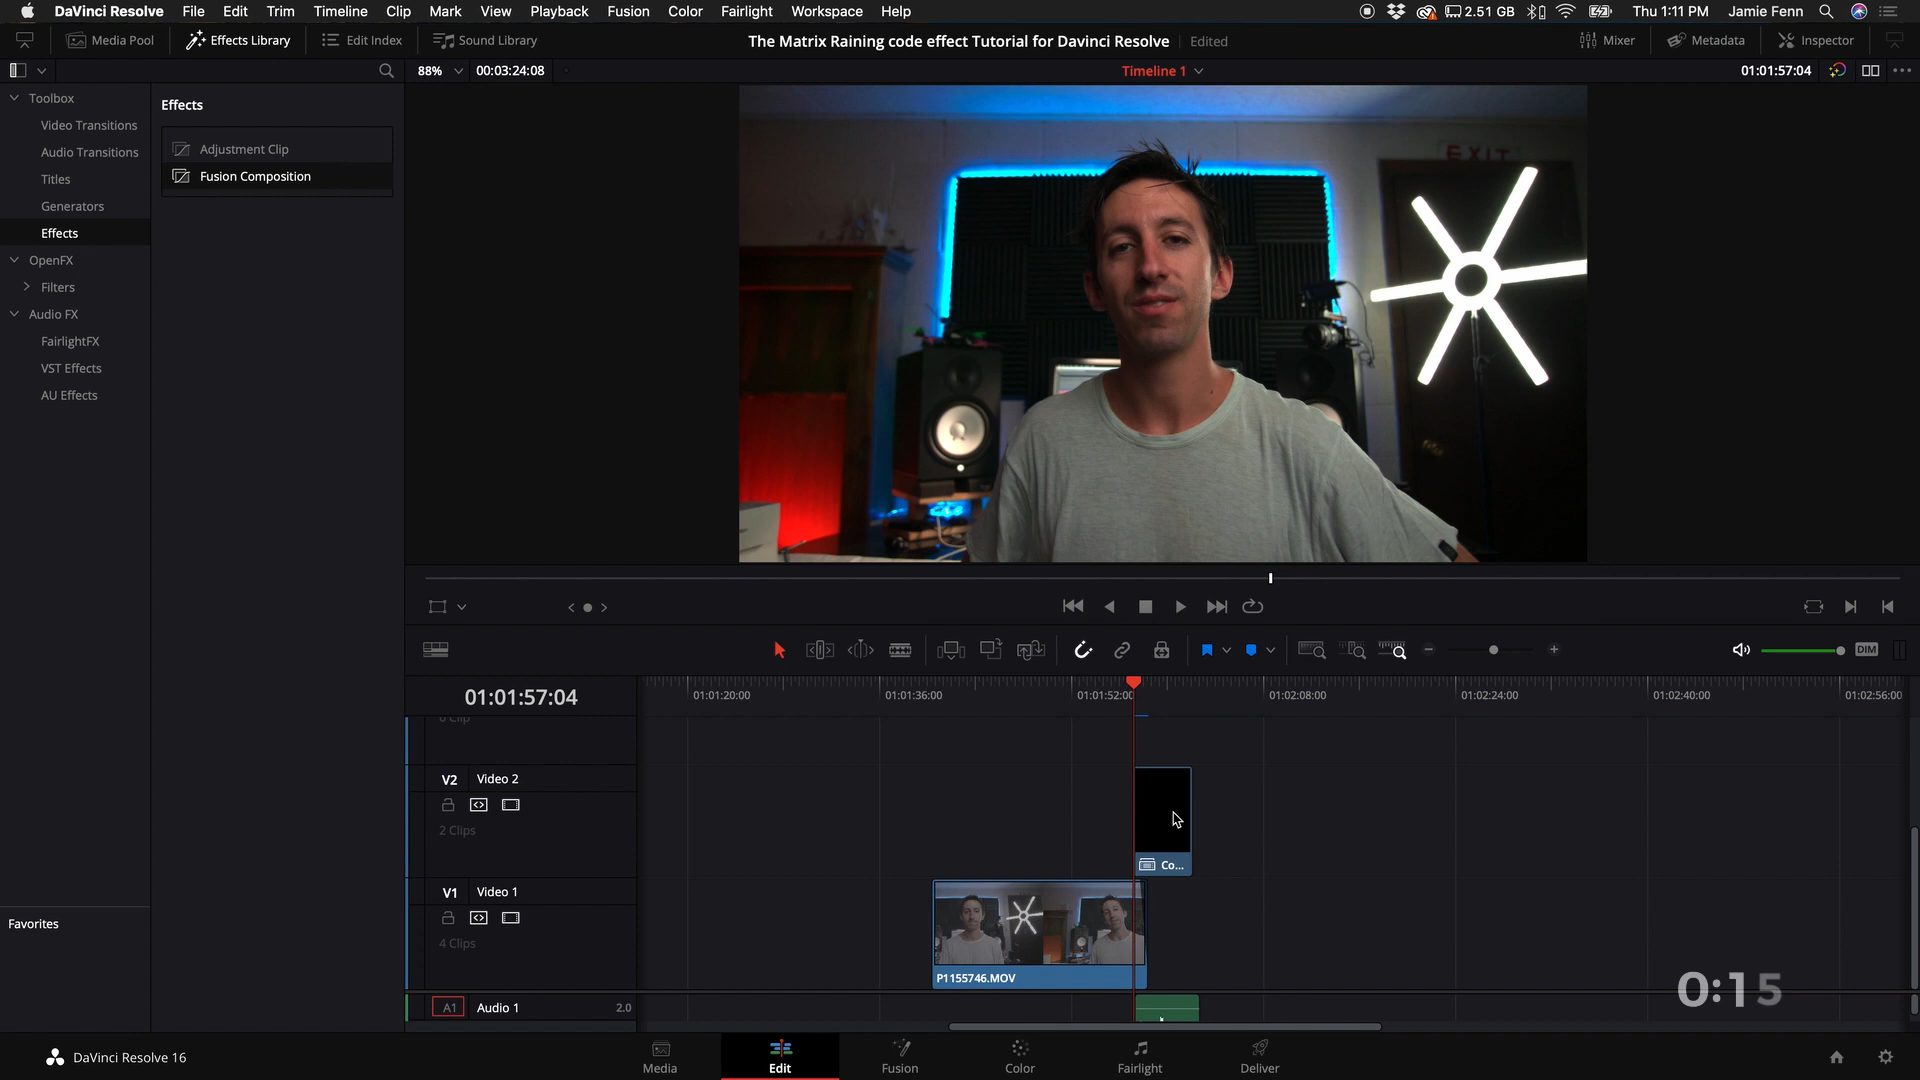 DaVinci Resolve File Edit Trim Timeline Clip Mark View Playback Fusion Color Fairlight Workspace Help 2.51 GB Thu 1:11 PM Jamie Fenn
Media Pool Effects Library Edit Index Sound Library The Matrix Raining code effect Tutorial for Davinci Resolve Edited Mixer Metadata Inspector
88% 00:03:24:08 Timeline 1 01:01:57:04
Toolbox
Video Transitions
Audio Transitions
Titles
Generators
Effects
OpenFX
Filters
Audio FX
FairlightFX
VST Effects
AU Effects
Favorites
Effects
Adjustment Clip
Fusion Composition
EXIT
DIM
01:01:57:04
01:01:20:00 01:01:36:00 01:01:52:00 01:02:08:00 01:02:24:00 01:02:40:00 01:02:56:00
V2 Video 2
2 Clips
Co...
V1 Video 1
4 Clips
P1155746.MOV
A1 Audio 1 2.0
0:15
DaVinci Resolve 16
Media Edit Fusion Color Fairlight Deliver